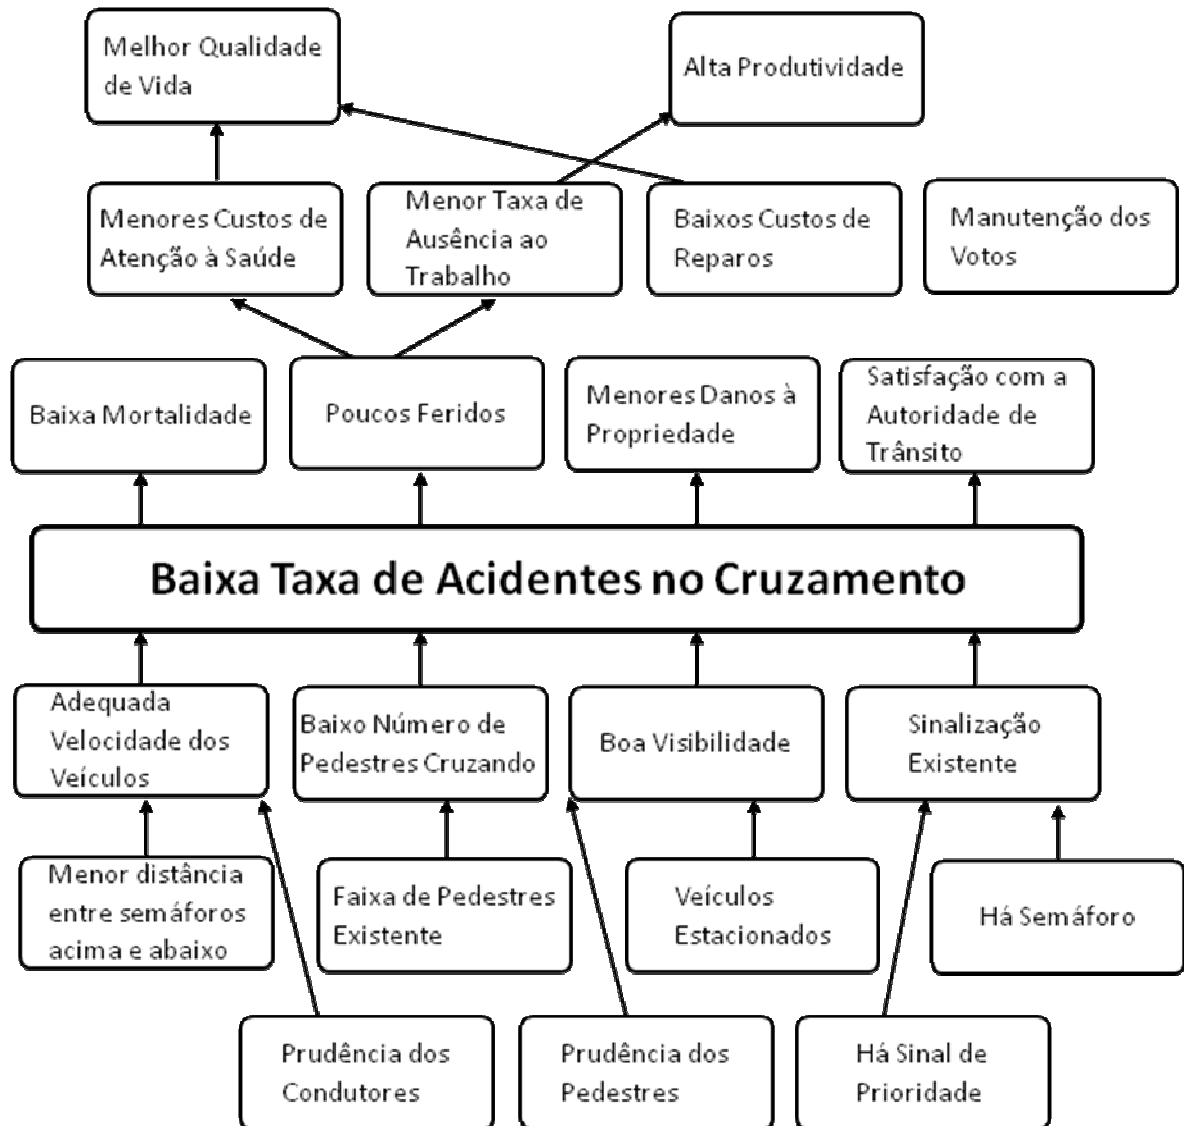 Melhor Qualidade
de Vida
Alta Produtividade
Menores Custos de
Atenção à Saúde
Menor Taxa de
Ausência ao
Trabalho
Baixos Custos de
Reparos
Manutenção dos
Votos
Baixa Mortalidade
Poucos Feridos
Menores Danos à
Propriedade
Satisfação com a
Autoridade de
Trânsito
Baixa Taxa de Acidentes no Cruzamento
Adequada
Velocidade dos
Veículos
Baixo Número de
Pedestres Cruzando
Boa Visibilidade
Sinalização
Existente
Menor distância
entre semáforos
acima e abaixo
Faixa de Pedestres
Existente
Veículos
Estacionados
Há Semáforo
Prudência dos
Condutores
Prudência dos
Pedestres
Há Sinal de
Prioridade